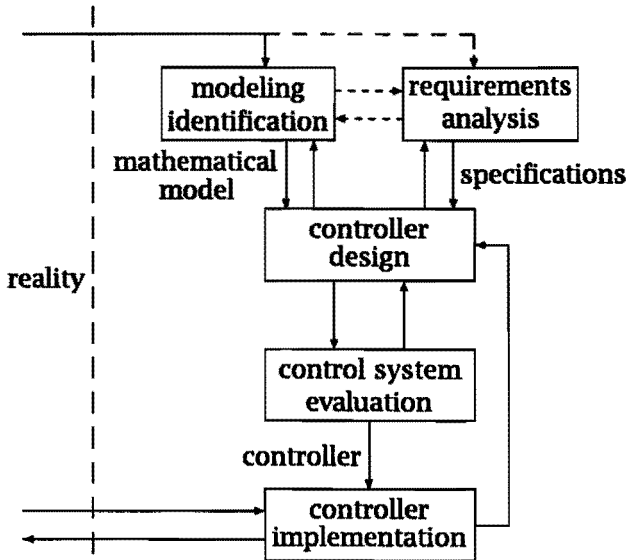 modeling
identification
requirements
analysis
mathematical
model
specifications
controller
design
reality
control system
evaluation
controller
controller
implementation